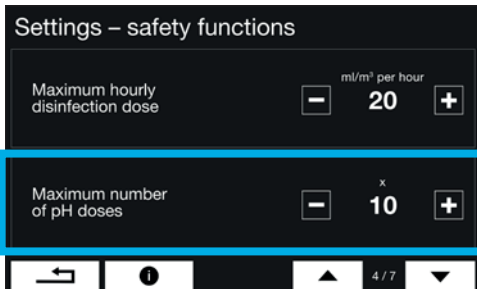 Settings – safety functions
Maximum hourly
disinfection dose
ml/m³ per hour
20
Maximum number
of pH doses
x
10
4/7